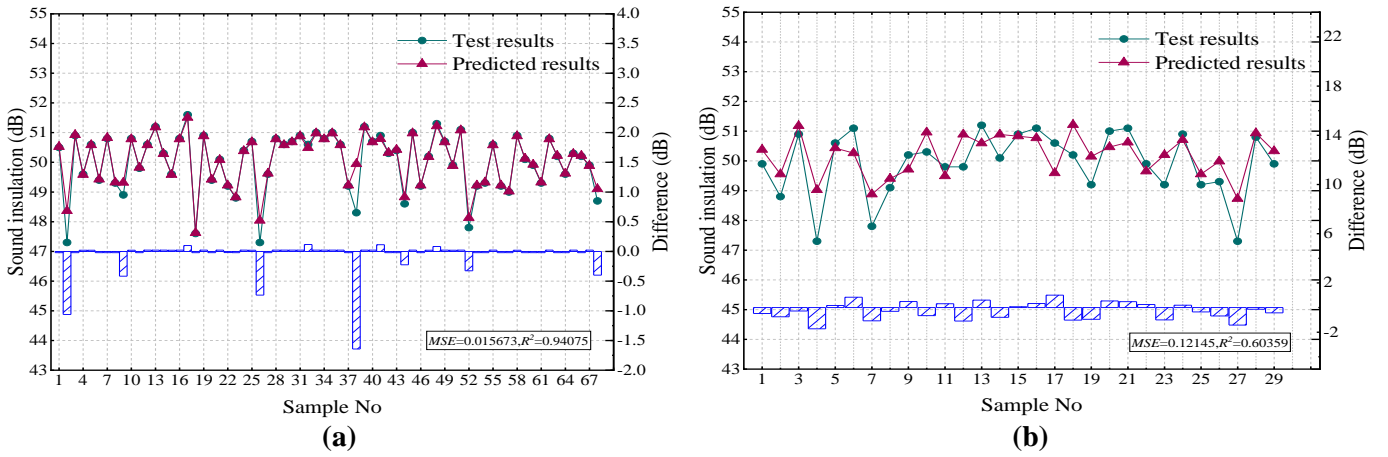 55
54
53
52
51
50
49
48
47
46
45
44
43
Sound insulation (dB)
Test results
Predicted results
4.0
3.5
3.0
2.5
2.0
1.5
1.0
0.5
0.0
-0.5
-1.0
-1.5
-2.0
Difference (dB)
MSE=0.015673,R²=0.94075
1 4 7 10 13 16 19 22 25 28 31 34 37 40 43 46 49 52 55 58 61 64 67
Sample No
(a)
55
54
53
52
51
50
49
48
47
46
45
44
43
Sound insulation (dB)
Test results
Predicted results
22
18
14
10
6
2
-2
Difference (dB)
MSE=0.12145,R²=0.60359
1 3 5 7 9 11 13 15 17 19 21 23 25 27 29
Sample No
(b)